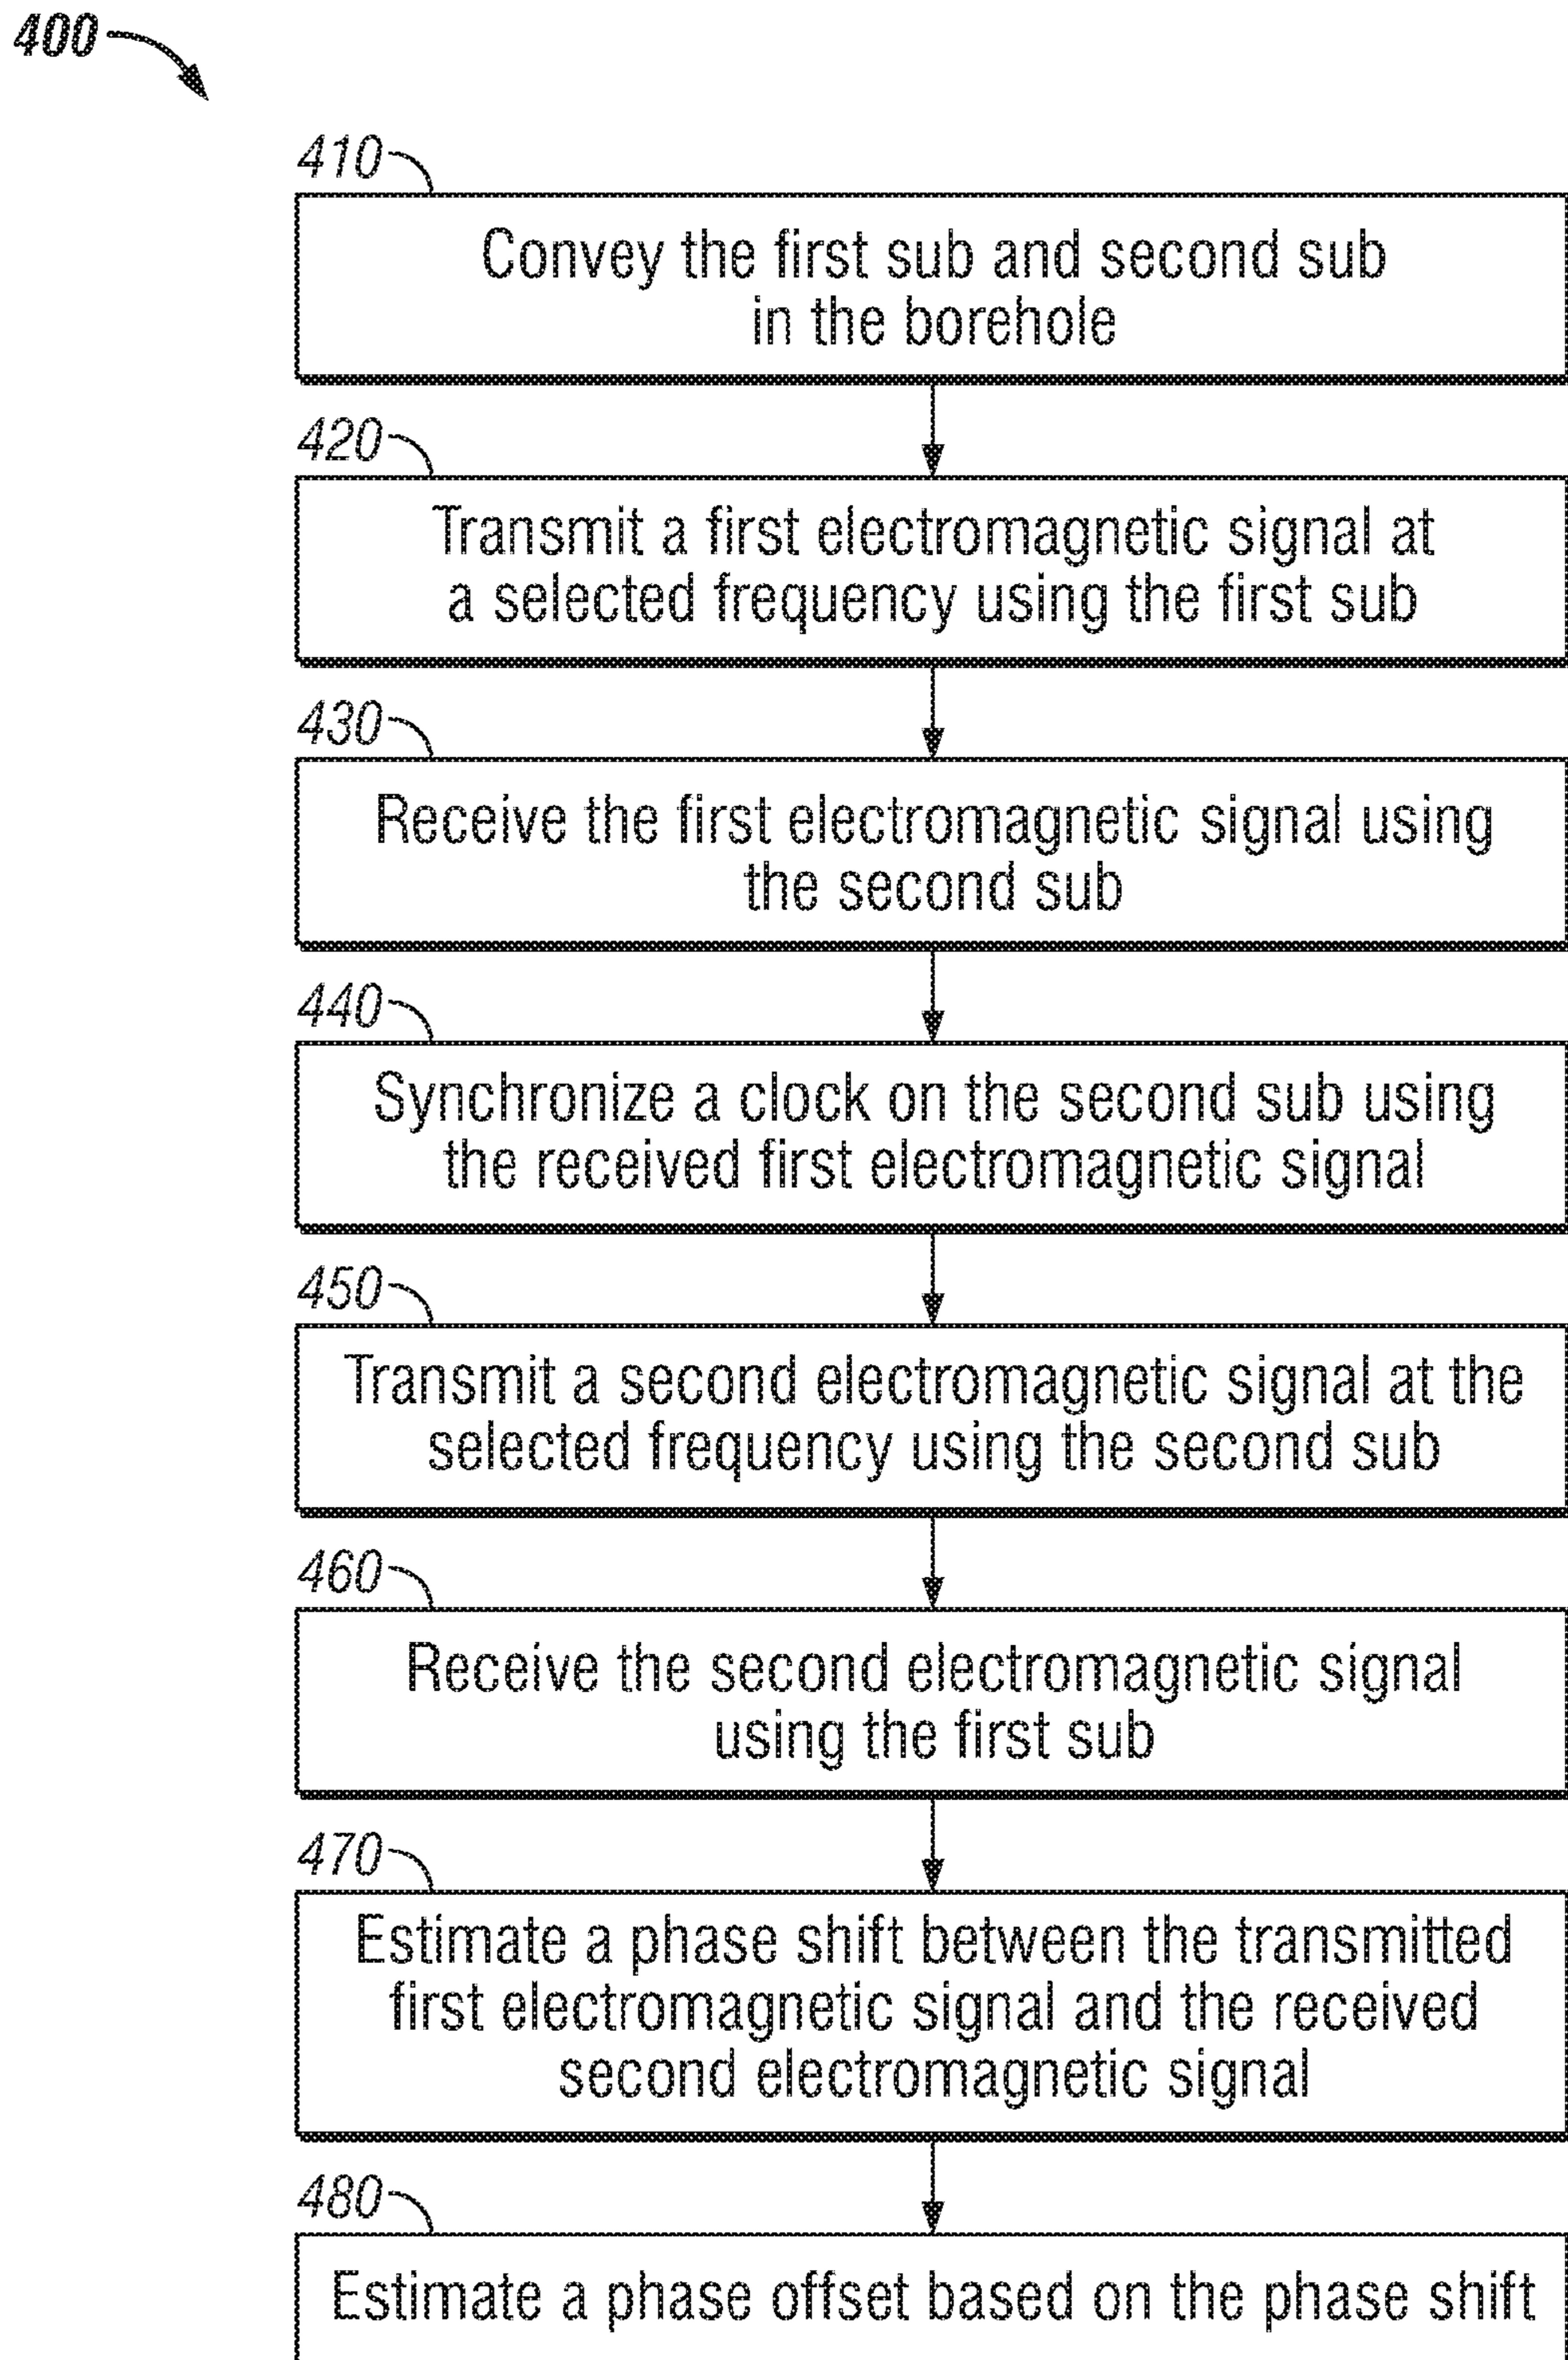 400
410
Convey the first sub and second sub
in the borehole
420
Transmit a first electromagnetic signal at
a selected frequency using the first sub
430
Receive the first electromagnetic signal using
the second sub
440
Synchronize a clock on the second sub using
the received first electromagnetic signal
450
Transmit a second electromagnetic signal at the
selected frequency using the second sub
460
Receive the second electromagnetic signal
using the first sub
470
Estimate a phase shift between the transmitted
first electromagnetic signal and the received
second electromagnetic signal
480
Estimate a phase offset based on the phase shift